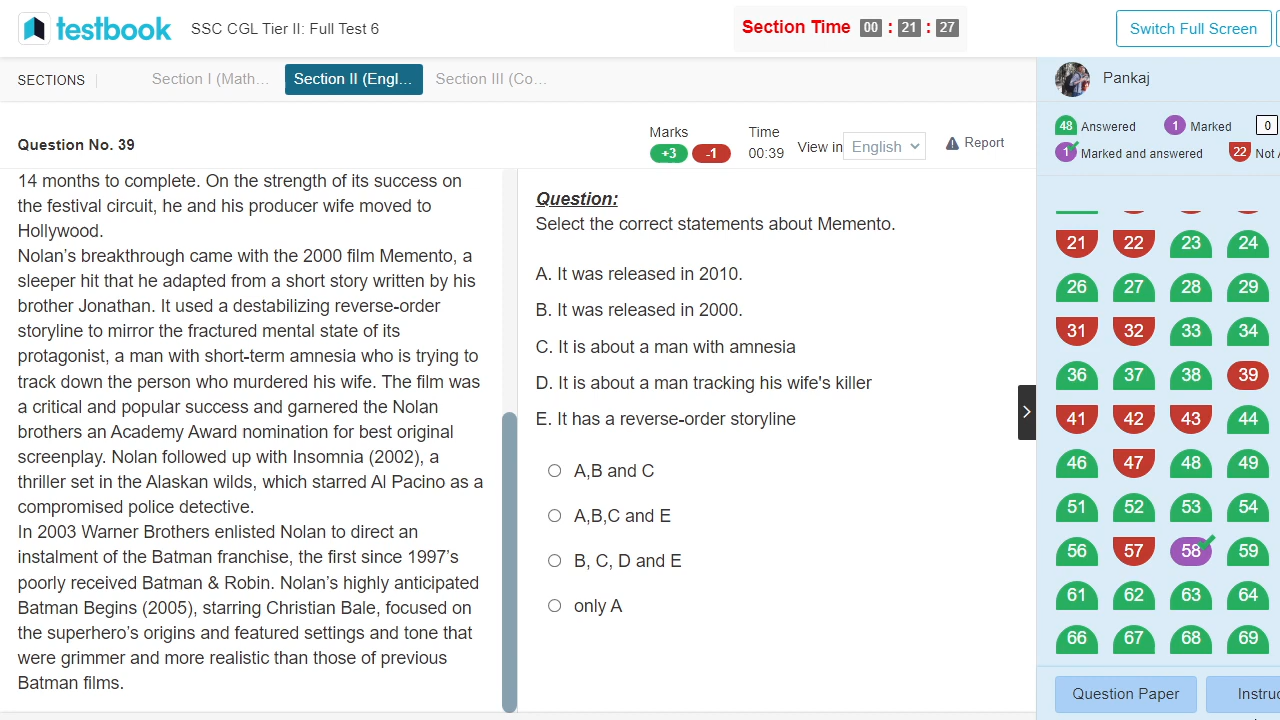 testbook
SSC CGL Tier II: Full Test 6
Section Time 00 : 21 : 27
Switch Full Screen
SECTIONS
Section I (Math...
Section II (Engl...
Section III (Co...
Pankaj
48 Answered
1 Marked
0
1 Marked and answered
22 Not
Question No. 39
Marks
+3 -1
Time
00:39
View in English
Report
14 months to complete. On the strength of its success on
the festival circuit, he and his producer wife moved to
Hollywood.
Nolan's breakthrough came with the 2000 film Memento, a
sleeper hit that he adapted from a short story written by his
brother Jonathan. It used a destabilizing reverse-order
storyline to mirror the fractured mental state of its
protagonist, a man with short-term amnesia who is trying to
track down the person who murdered his wife. The film was
a critical and popular success and garnered the Nolan
brothers an Academy Award nomination for best original
screenplay. Nolan followed up with Insomnia (2002), a
thriller set in the Alaskan wilds, which starred Al Pacino as a
compromised police detective.
In 2003 Warner Brothers enlisted Nolan to direct an
instalment of the Batman franchise, the first since 1997's
poorly received Batman & Robin. Nolan's highly anticipated
Batman Begins (2005), starring Christian Bale, focused on
the superhero's origins and featured settings and tone that
were grimmer and more realistic than those of previous
Batman films.
Question:
Select the correct statements about Memento.
A. It was released in 2010.
B. It was released in 2000.
C. It is about a man with amnesia
D. It is about a man tracking his wife's killer
E. It has a reverse-order storyline
A,B and C
A,B,C and E
B, C, D and E
only A
21 22 23 24
26 27 28 29
31 32 33 34
36 37 38 39
41 42 43 44
46 47 48 49
51 52 53 54
56 57 58 59
61 62 63 64
66 67 68 69
Question Paper